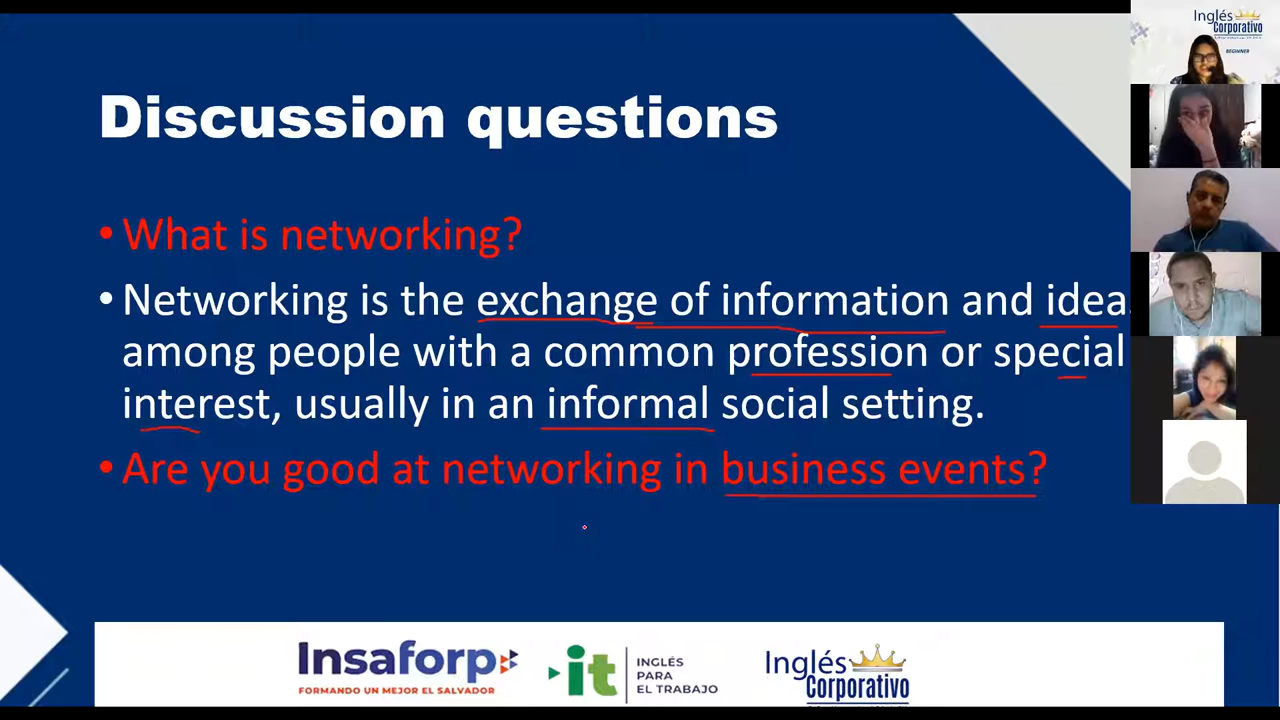 Discussion questions
• What is networking?
• Networking is the exchange of information and idea
among people with a common profession or special
interest, usually in an informal social setting.
• Are you good at networking in business events?
Insaforp
FORMANDO UN MEJOR EL SALVADOR
it
INGLÉS
PARA
EL TRABAJO
Inglés
Corporativo
Inglés
Corporativo
BEGINNER